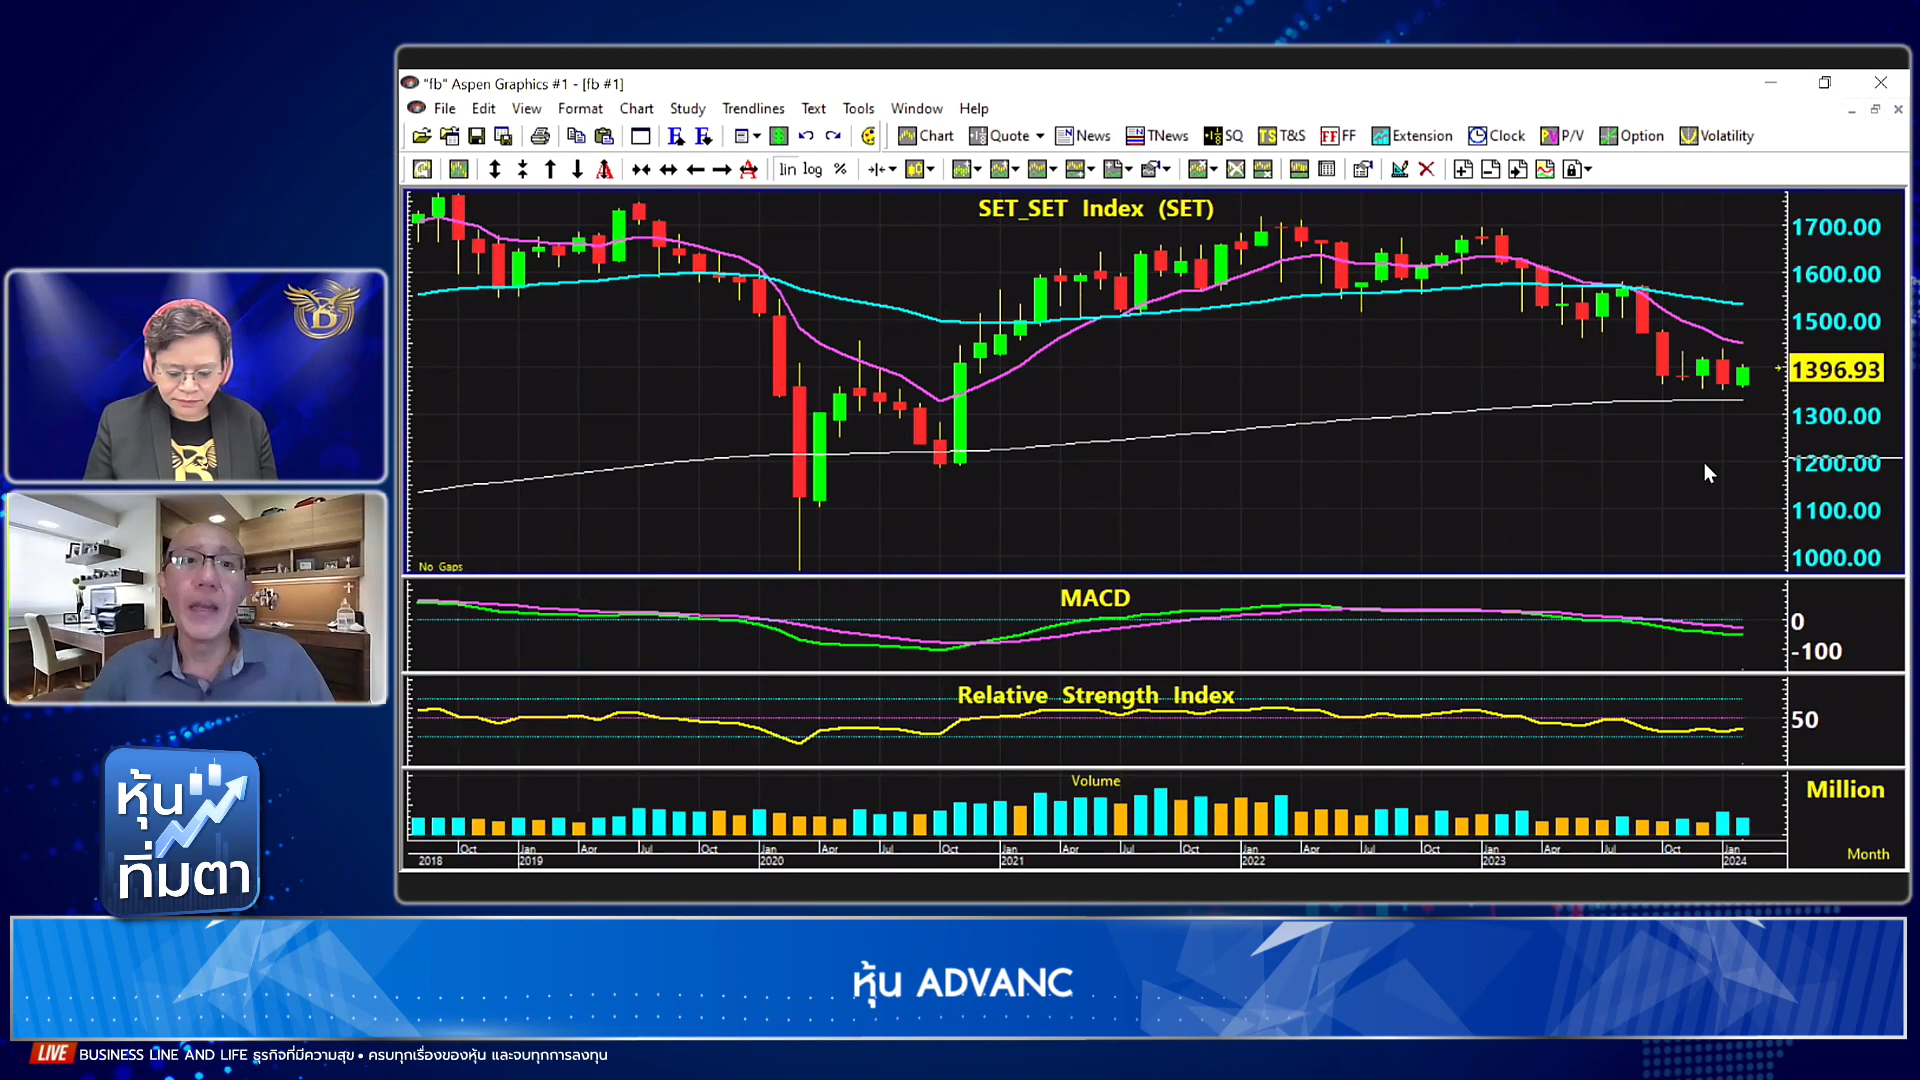 "fb" Aspen Graphics #1 - [fb #1]
File Edit View Format Chart Study Trendlines Text Tools Window Help
Chart Quote News TNews SQ TS T&S FF FF Extension Clock P/V Option Volatility
lin log %
SET_SET Index (SET)
1700.00
1600.00
1500.00
1396.93
1300.00
1200.00
1100.00
1000.00
No Gaps
MACD
0
-100
Relative Strength Index
50
Volume
Million
Oct Jan Apr Jul Oct Jan Apr Jul Oct Jan Apr Jul Oct Jan Apr Jul Oct Jan Apr Jul Oct Jan
2018 2019 2020 2021 2022 2023 2024
Month
หุ้น
ทิ่มตา
หุ้น ADVANC
LIVE BUSINESS LINE AND LIFE ธุรกิจที่มีความสุข • ครบทุกเรื่องของหุ้น และจบทุกการลงทุน